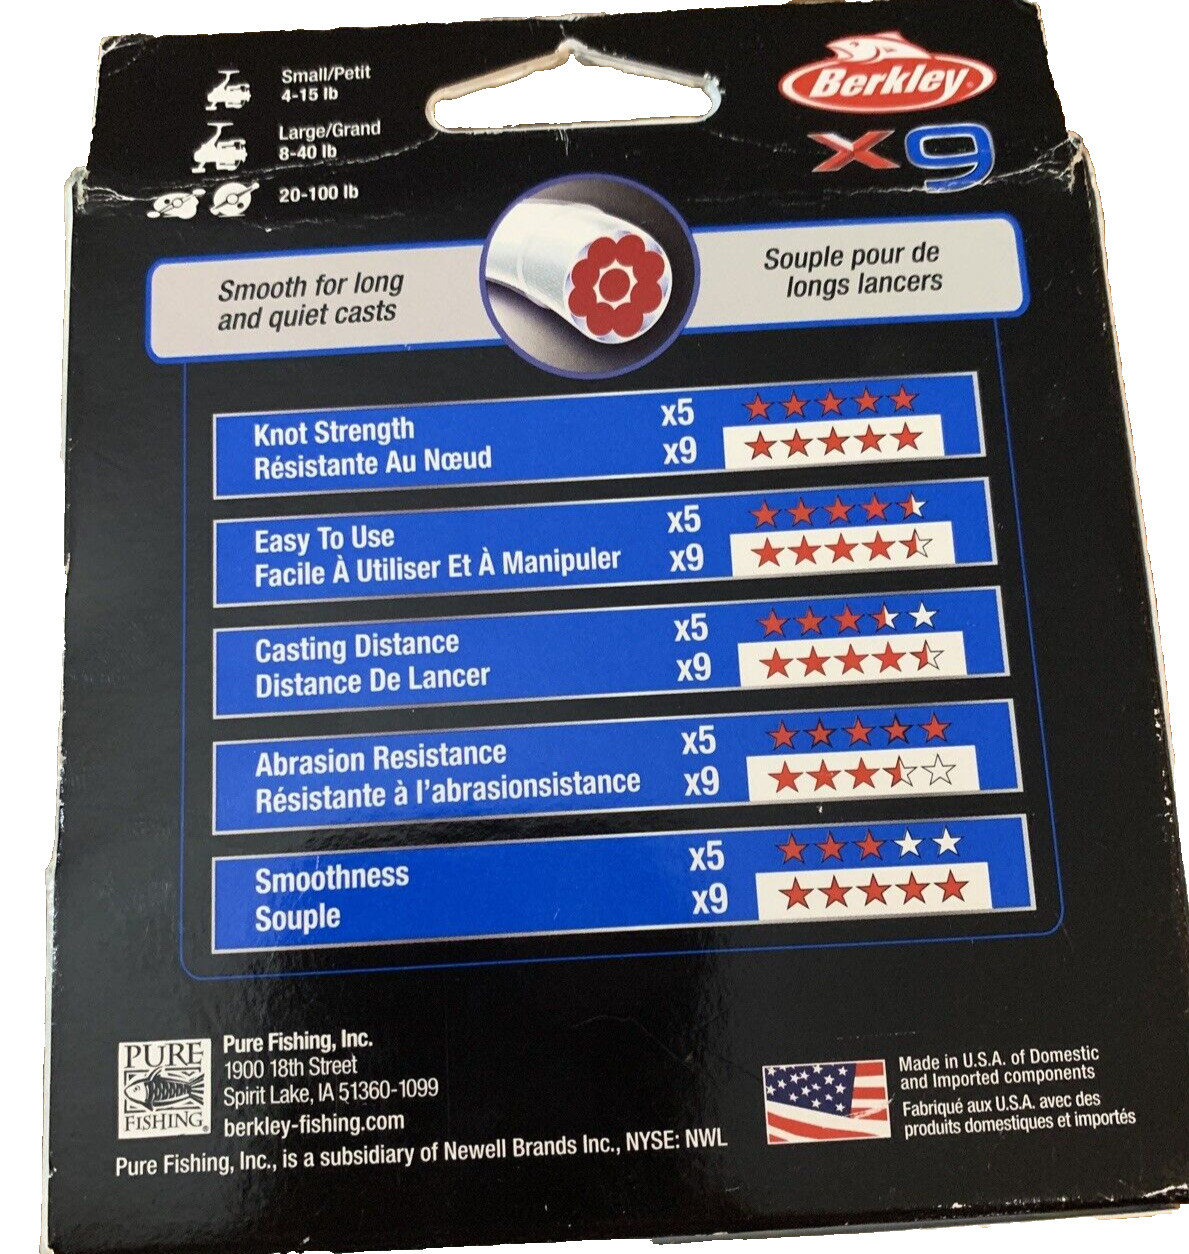 Small/Petit
4-15 lb
Large/Grand
8-40 lb
20-100 lb
Berkley
X9
Smooth for long
and quiet casts
Souple pour de
longs lancers
Knot Strength
Résistante Au Nœud
x5
x9
Easy To Use
Facile À Utiliser Et À Manipuler
x5
x9
Casting Distance
Distance De Lancer
x5
x9
Abrasion Resistance
Résistante à l'abrasionsistance
x5
x9
Smoothness
Souple
x5
x9
PURE
FISHING®
Pure Fishing, Inc.
1900 18th Street
Spirit Lake, IA 51360-1099
berkley-fishing.com
Pure Fishing, Inc., is a subsidiary of Newell Brands Inc., NYSE: NWL
Made in U.S.A. of Domestic
and Imported components
Fabriqué aux U.S.A. avec des
produits domestiques et importés